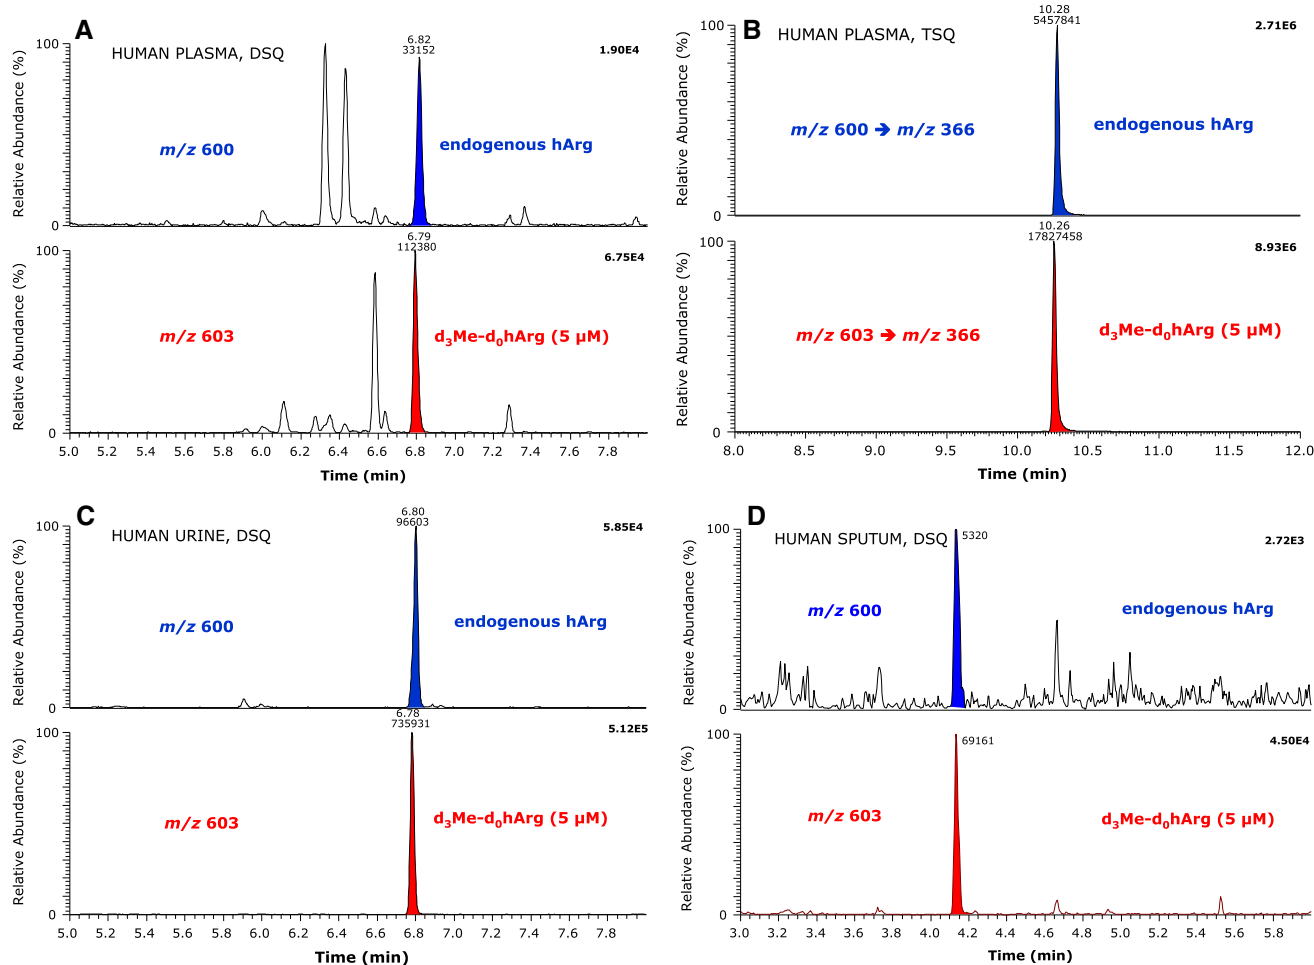 A
HUMAN PLASMA, DSQ
6.82
33152
1.90E4
100
0
Relative Abundance (%)
m/z 600
endogenous hArg
6.79
112380
6.75E4
100
0
Relative Abundance (%)
m/z 603
d3Me-d0hArg (5 µM)
5.0 5.2 5.4 5.6 5.8 6.0 6.2 6.4 6.6 6.8 7.0 7.2 7.4 7.6 7.8
Time (min)
B
HUMAN PLASMA, TSQ
10.28
5457841
2.71E6
100
0
Relative Abundance (%)
m/z 600 ➔ m/z 366
endogenous hArg
10.26
17827458
8.93E6
100
0
Relative Abundance (%)
m/z 603 ➔ m/z 366
d3Me-d0hArg (5 µM)
8.0 8.5 9.0 9.5 10.0 10.5 11.0 11.5 12.0
Time (min)
C
HUMAN URINE, DSQ
6.80
96603
5.85E4
100
0
Relative Abundance (%)
m/z 600
endogenous hArg
6.78
735931
5.12E5
100
0
Relative Abundance (%)
m/z 603
d3Me-d0hArg (5 µM)
5.0 5.2 5.4 5.6 5.8 6.0 6.2 6.4 6.6 6.8 7.0 7.2 7.4 7.6 7.8
Time (min)
D
HUMAN SPUTUM, DSQ
5320
2.72E3
100
0
Relative Abundance (%)
m/z 600
endogenous hArg
69161
4.50E4
100
0
Relative Abundance (%)
m/z 603
d3Me-d0hArg (5 µM)
3.0 3.2 3.4 3.6 3.8 4.0 4.2 4.4 4.6 4.8 5.0 5.2 5.4 5.6 5.8
Time (min)